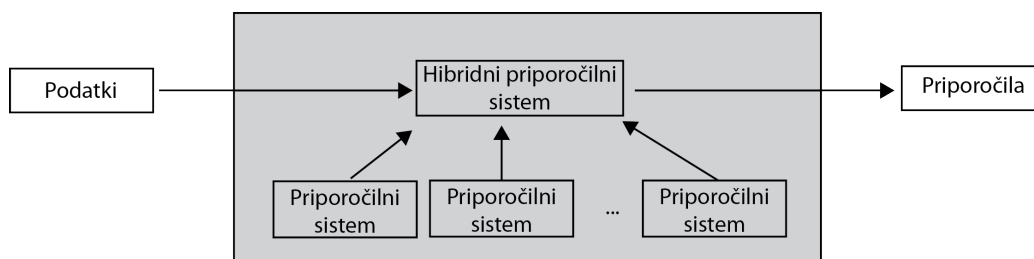 Podatki
Hibridni priporočilni
sistem
Priporočila
Priporočilni
sistem
Priporočilni
sistem
...
Priporočilni
sistem